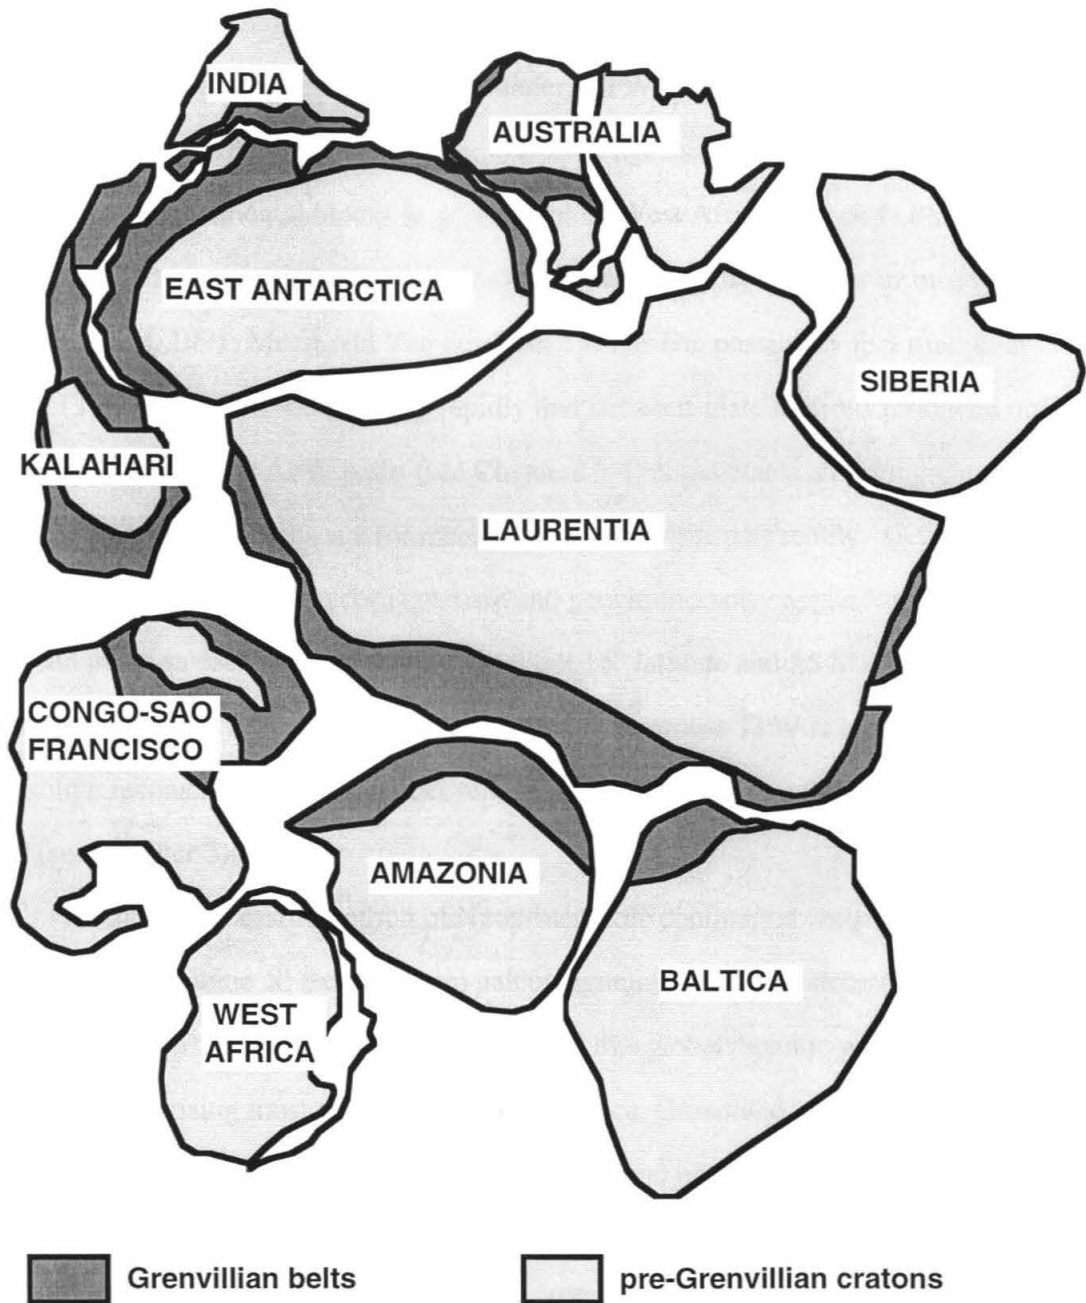 INDIA
AUSTRALIA
EAST ANTARCTICA
SIBERIA
KALAHARI
LAURENTIA
CONGO-SAO
FRANCISCO
AMAZONIA
BALTICA
WEST
AFRICA
Grenvillian belts
pre-Grenvillian cratons